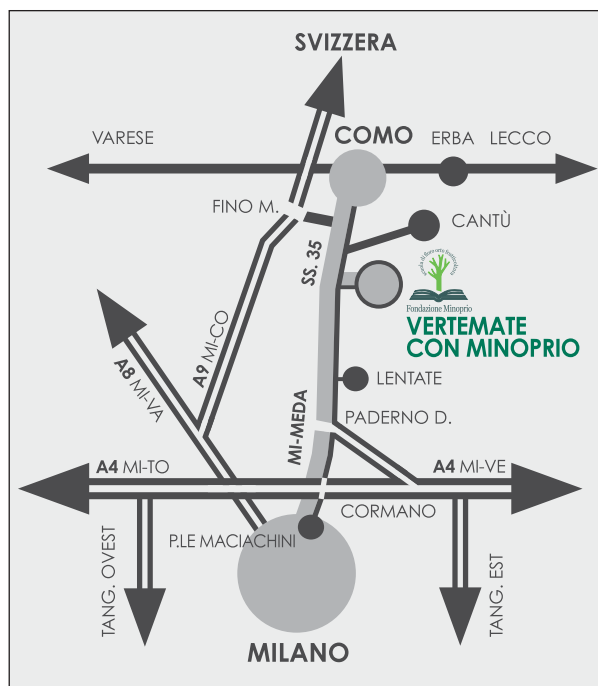 SVIZZERA
VARESE
COMO
ERBA
LECCO
FINO M.
CANTÙ
SS. 35
Fondazione Minoprio
VERTEMATE
CON MINOPRIO
A9 MI-CO
A8 MI-VA
LENTATE
MI-MEDA
PADERNO D.
A4 MI-TO
A4 MI-VE
CORMANO
P.LE MACIACHINI
TANG. OVEST
TANG. EST
MILANO